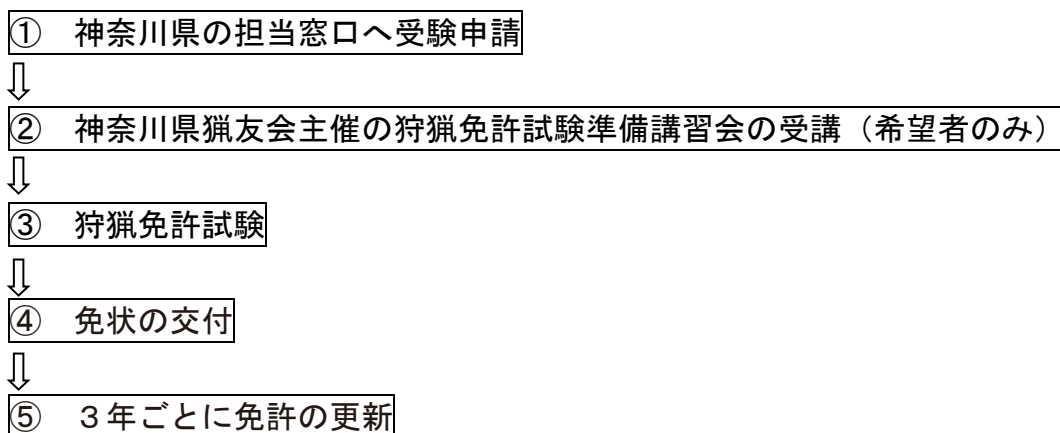 ① 神奈川県の担当窓口へ受験申請
⇩
② 神奈川県猟友会主催の狩猟免許試験準備講習会の受講（希望者のみ）
⇩
③ 狩猟免許試験
⇩
④ 免状の交付
⇩
⑤ ３年ごとに免許の更新